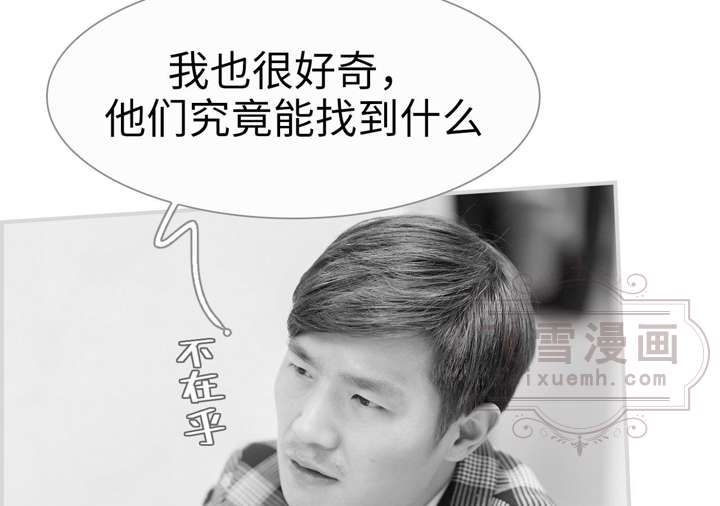 我也很好奇，
他们究竟能找到什么
不在乎
雪漫画
ixuemh.com